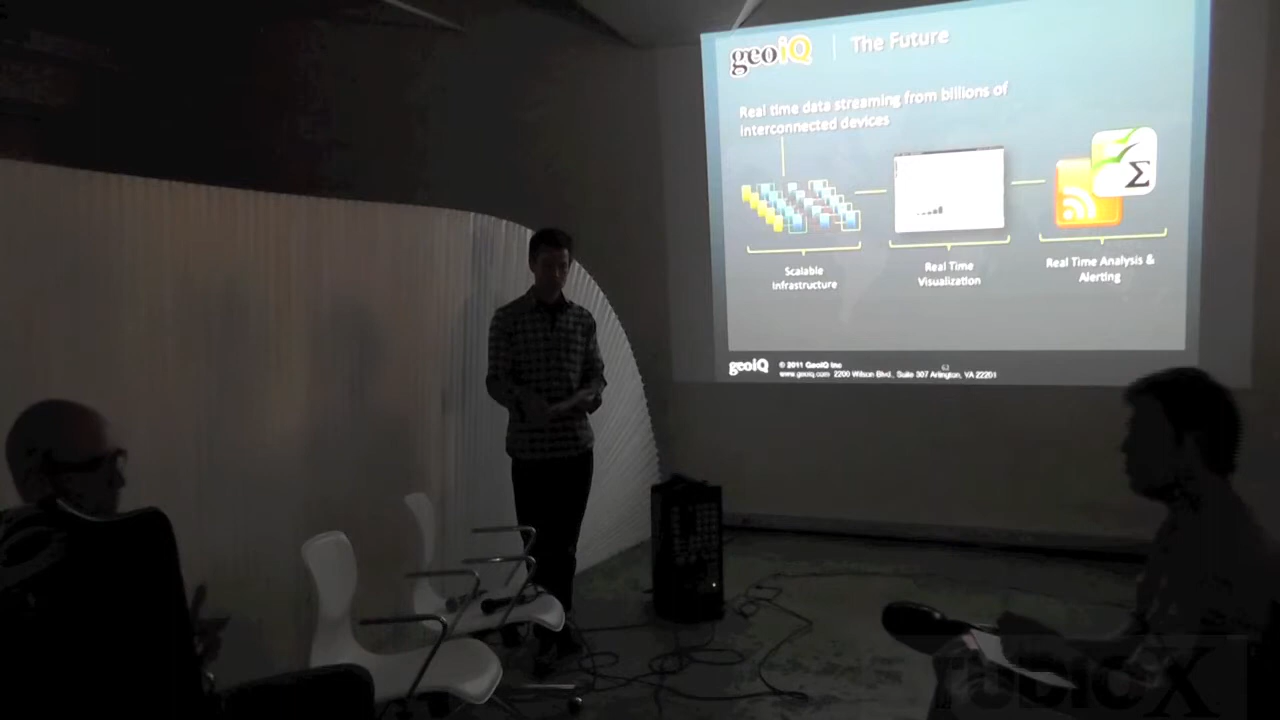 geoIQ
The Future
Real time data streaming from billions of
interconnected devices
Σ
Scalable
Infrastructure
Real Time
Visualization
Real Time Analysis &
Alerting
geoIQ
© 2011 GeoIQ Inc
63
www.geoiq.com 2200 Wilson Blvd., Suite 307 Arlington, VA 22201